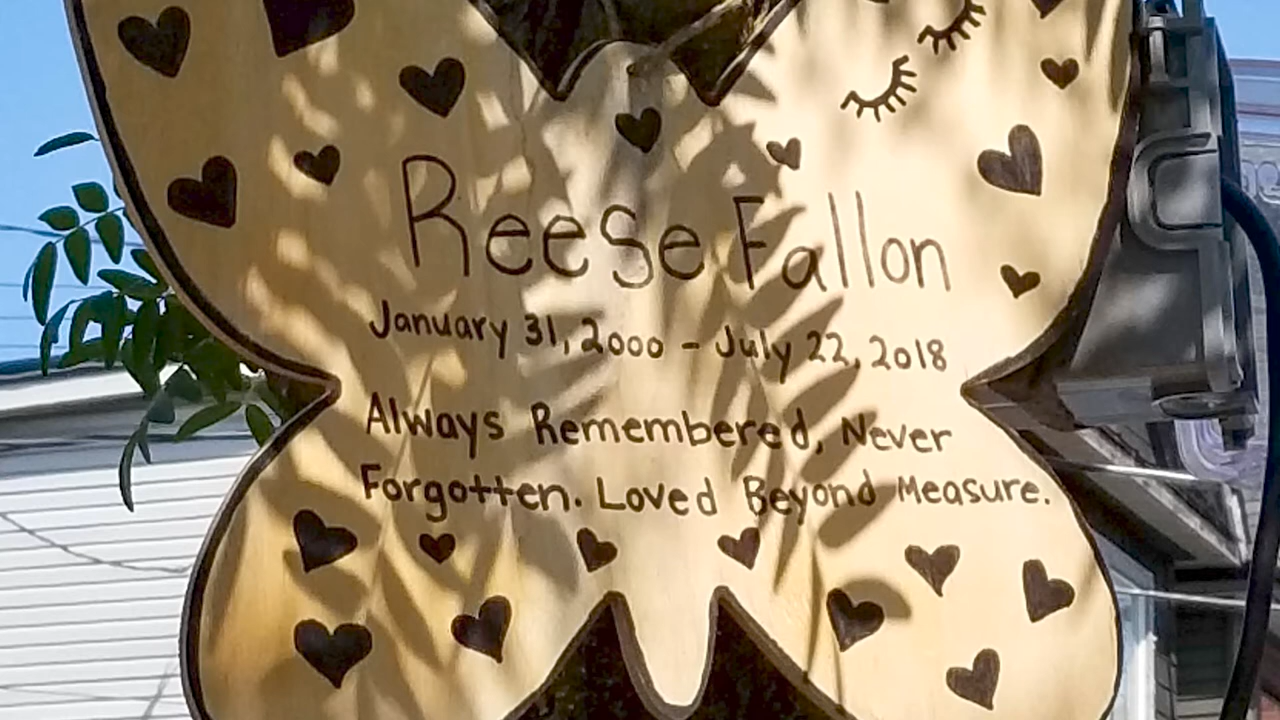 Reese Fallon
January 31, 2000 - July 22, 2018
Always Remembered, Never
Forgotten. Loved Beyond Measure.